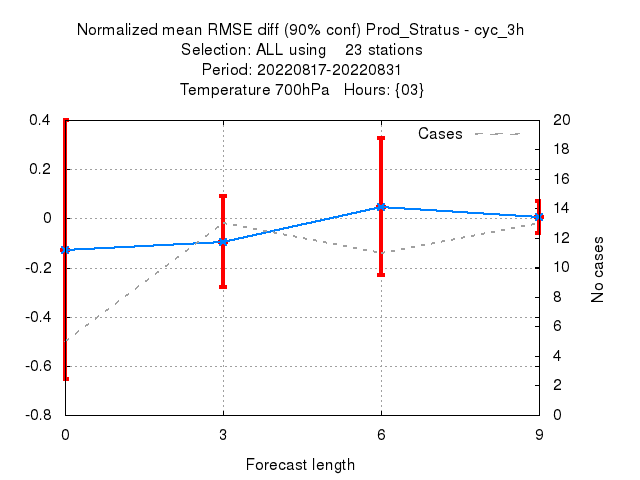 Normalized mean RMSE diff (90% conf) Prod_Stratus - cyc_3h
Selection: ALL using    23 stations
Period: 20220817-20220831
Temperature 700hPa   Hours: {03}
Cases
0.4
0.2
0
-0.2
-0.4
-0.6
-0.8
20
18
16
14
12
10
8
6
4
2
0
No cases
0 3 6 9
Forecast length